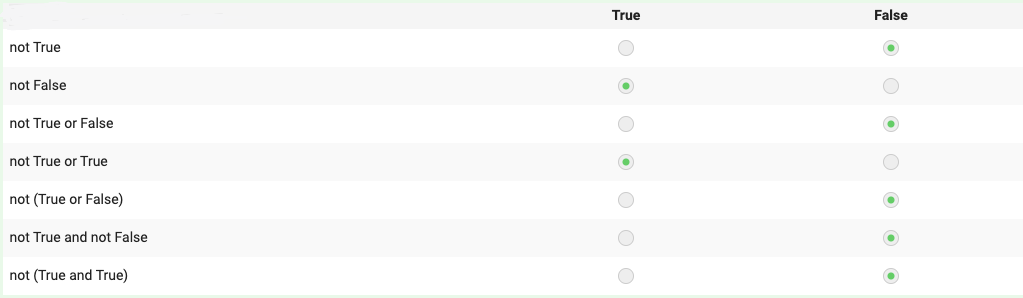 True False
not True
not False
not True or False
not True or True
not (True or False)
not True and not False
not (True and True)